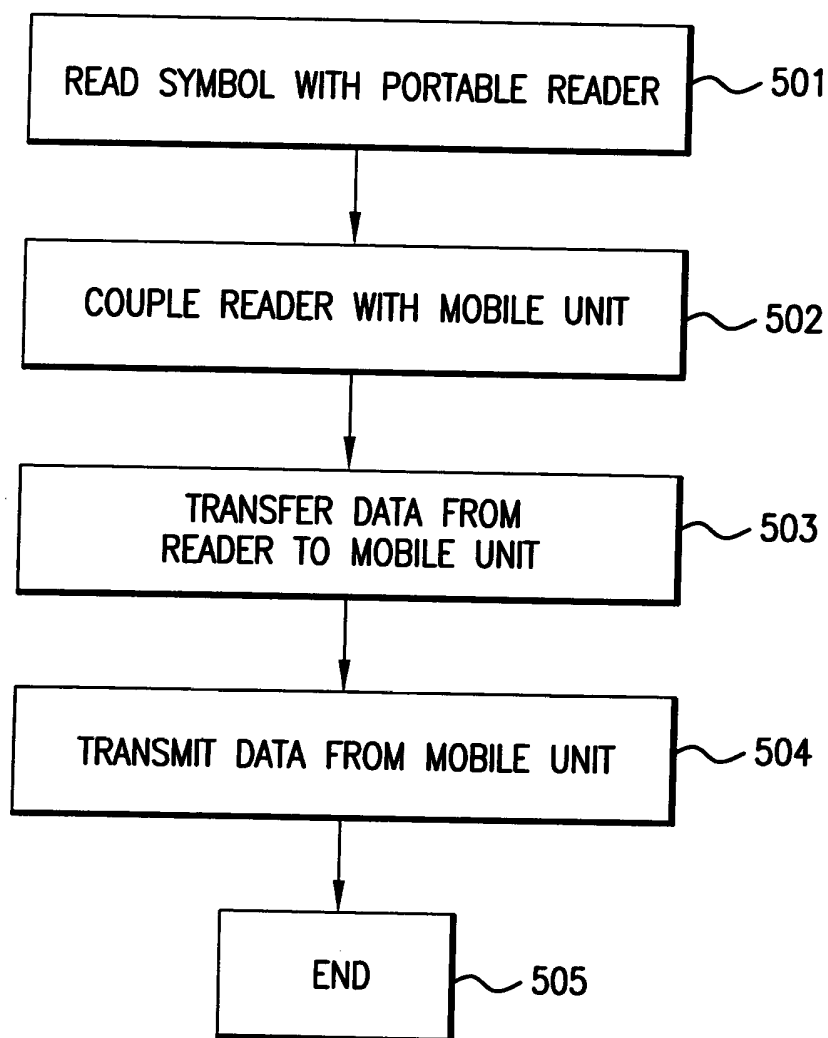 READ SYMBOL WITH PORTABLE READER
501
COUPLE READER WITH MOBILE UNIT
502
TRANSFER DATA FROM
READER TO MOBILE UNIT
503
TRANSMIT DATA FROM MOBILE UNIT
504
END
505